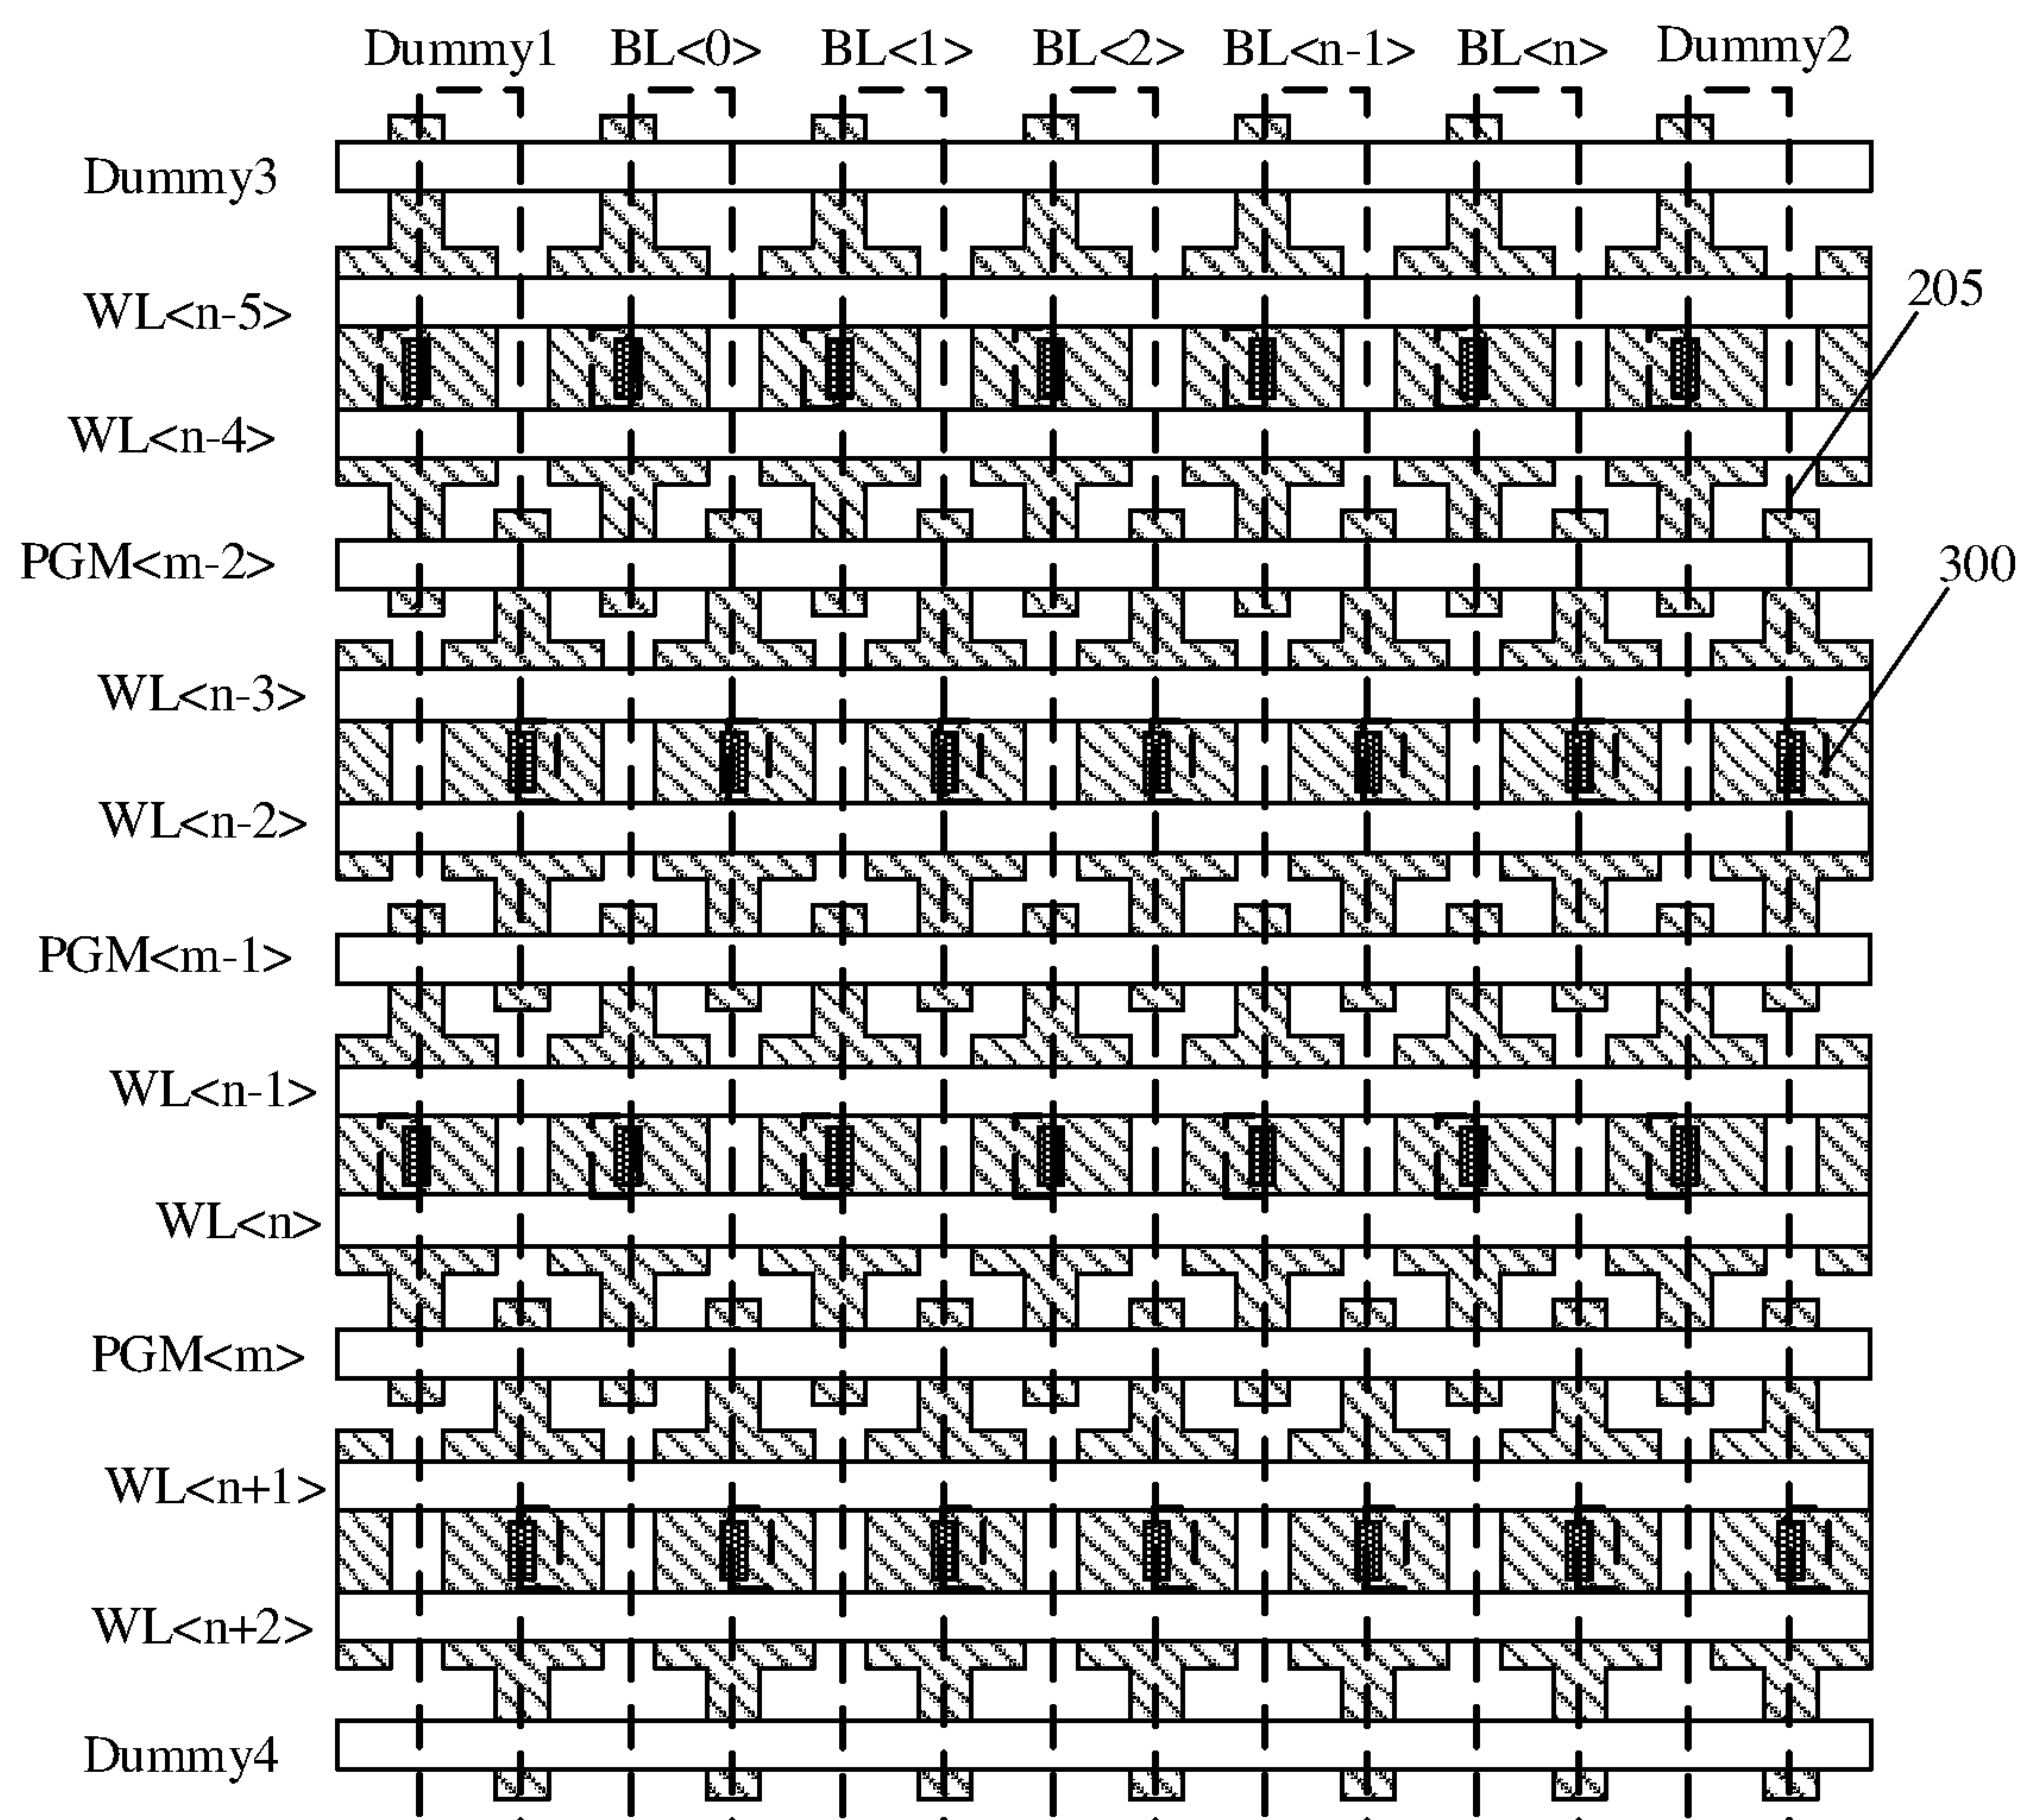 Dummy1 BL<0> BL<1> BL<2> BL<n-1> BL<n> Dummy2
Dummy3
WL<n-5>
205
WL<n-4>
PGM<m-2>
300
WL<n-3>
WL<n-2>
PGM<m-1>
WL<n-1>
WL<n>
PGM<m>
WL<n+1>
WL<n+2>
Dummy4